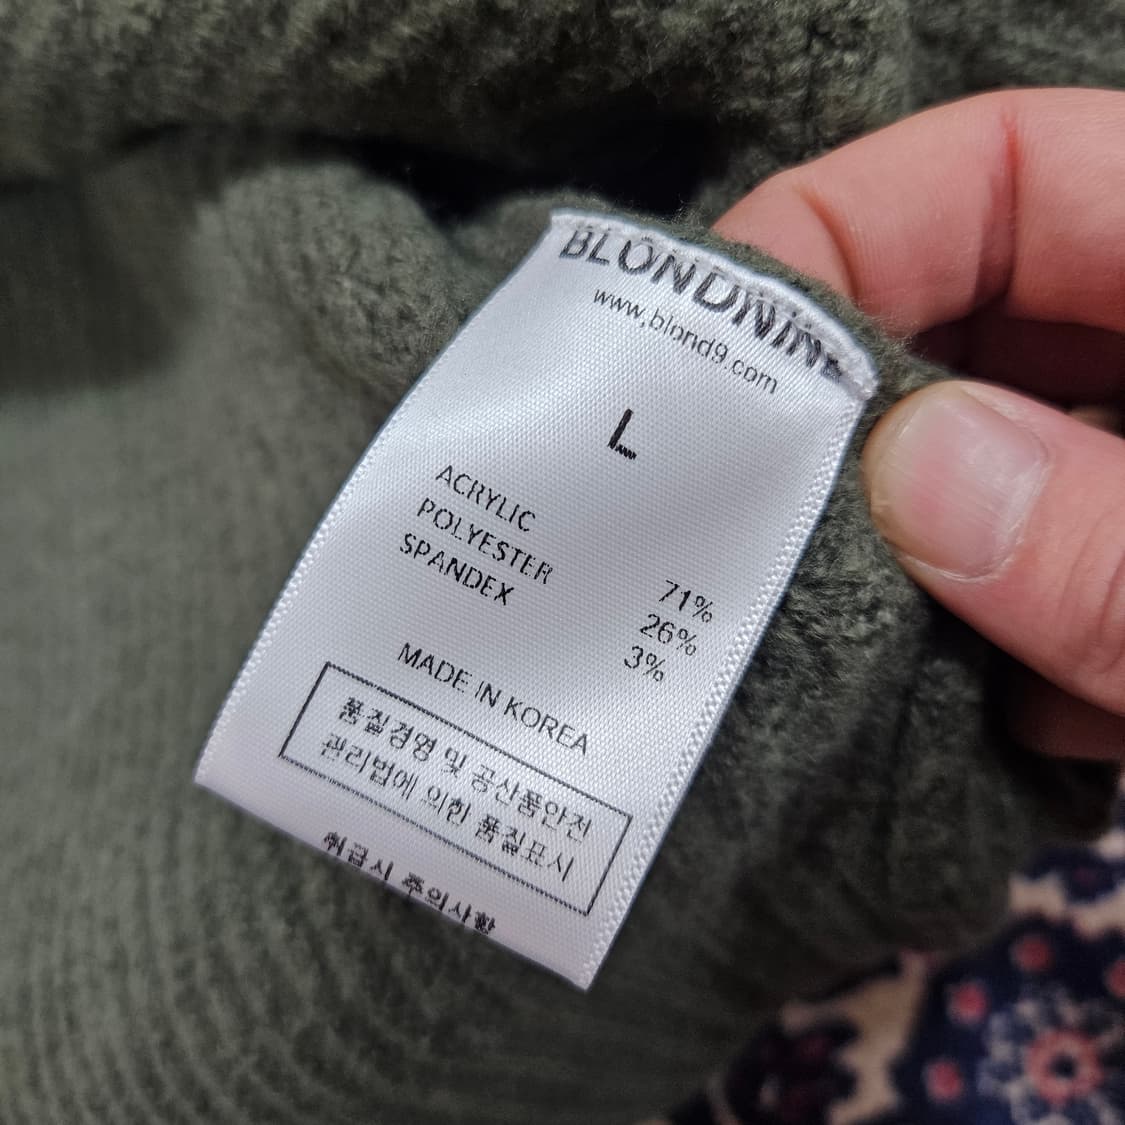 BLONDNINE
www.blond9.com
L
ACRYLIC 71%
POLYESTER 26%
SPANDEX 3%
MADE IN KOREA
품질경영 및 공산품안전
관리법에 의한 품질표시
취급시 주의사항